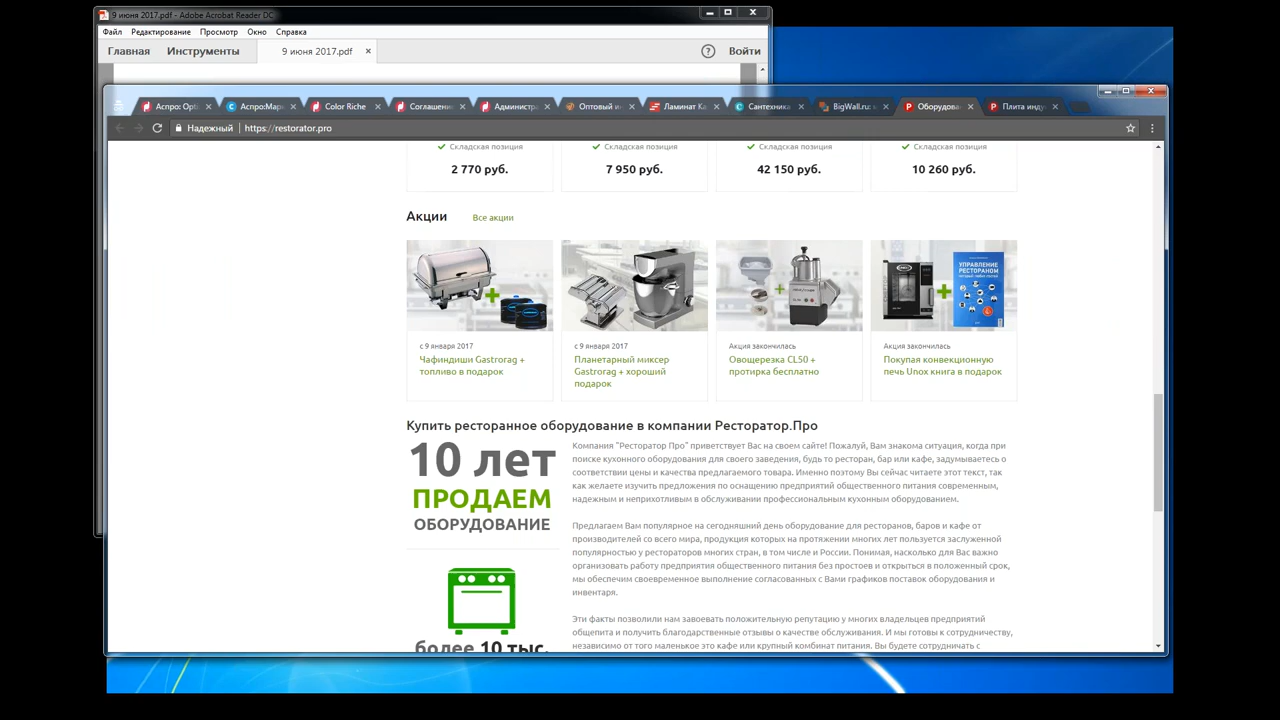 9 июня 2017.pdf - Adobe Acrobat Reader DC
Файл Редактирование Просмотр Окно Справка
Главная Инструменты 9 июня 2017.pdf × ? Войти
Аспро: Opti Аспро:Мар Color Riche Соглашени Администра Оптовый ин Ламинат Ка Сантехника BigWall.ru: и Оборудова Плита инду
Надежный https://restorator.pro
Складская позиция Складская позиция Складская позиция Складская позиция
2 770 руб. 7 950 руб. 42 150 руб. 10 260 руб.
Акции Все акции
УПРАВЛЕНИЕ
РЕСТОРАНОМ
с 9 января 2017
Чафиндиши Gastrorag +
топливо в подарок
с 9 января 2017
Планетарный миксер
Gastrorag + хороший
подарок
Акция закончилась
Овощерезка CL50 +
протирка бесплатно
Акция закончилась
Покупая конвекционную
печь Unox книга в подарок
Купить ресторанное оборудование в компании Ресторатор.Про
10 лет
ПРОДАЕМ
ОБОРУДОВАНИЕ
более 10 тыс.
Компания "Ресторатор Про" приветствует Вас на своем сайте! Пожалуй, Вам знакома ситуация, когда при
поиске кухонного оборудования для своего заведения, будь то ресторан, бар или кафе, задумываетесь о
соответствии цены и качества предлагаемого товара. Именно поэтому Вы сейчас читаете этот текст, так
как желаете изучить предложения по оснащению предприятий общественного питания современным,
надежным и неприхотливым в обслуживании профессиональным кухонным оборудованием.
Предлагаем Вам популярное на сегодняшний день оборудование для ресторанов, баров и кафе от
производителей со всего мира, продукция которых на протяжении многих лет пользуется заслуженной
популярностью у рестораторов многих стран, в том числе и России. Понимая, насколько для Вас важно
организовать работу предприятия общественного питания без простоев и открыться в положенный срок,
мы обеспечим своевременное выполнение согласованных с Вами графиков поставок оборудования и
инвентаря.
Эти факты позволили нам завоевать положительную репутацию у многих владельцев предприятий
общепита и получить благодарственные отзывы о качестве обслуживания. И мы готовы к сотрудничеству,
независимо от того маленькое это кафе или крупный комбинат питания. Вы будете сотрудничать с